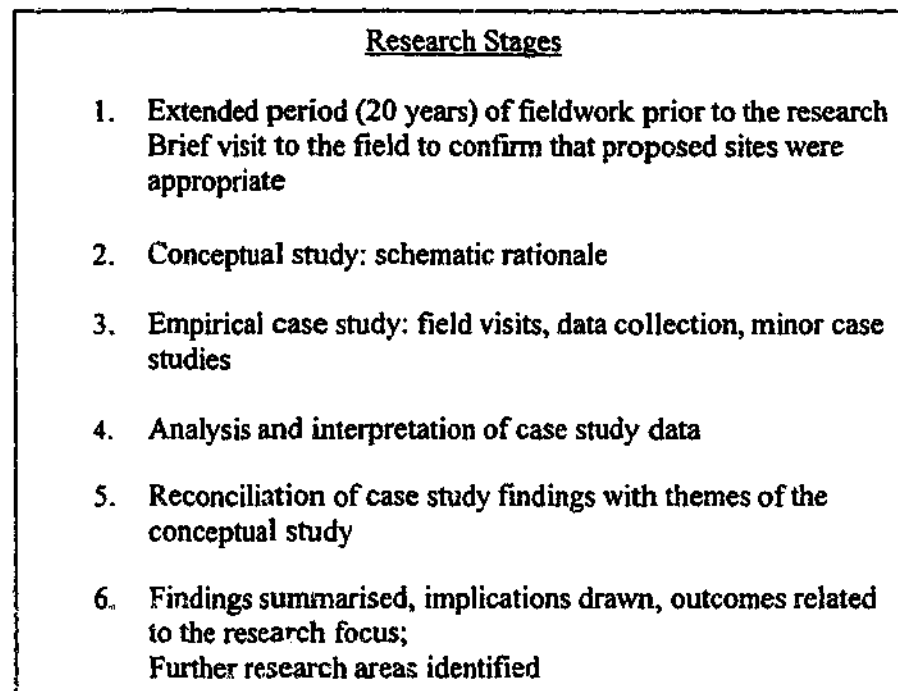 Research Stages
1. Extended period (20 years) of fieldwork prior to the research
Brief visit to the field to confirm that proposed sites were
appropriate
2. Conceptual study: schematic rationale
3. Empirical case study: field visits, data collection, minor case
studies
4. Analysis and interpretation of case study data
5. Reconciliation of case study findings with themes of the
conceptual study
6. Findings summarised, implications drawn, outcomes related
to the research focus;
Further research areas identified